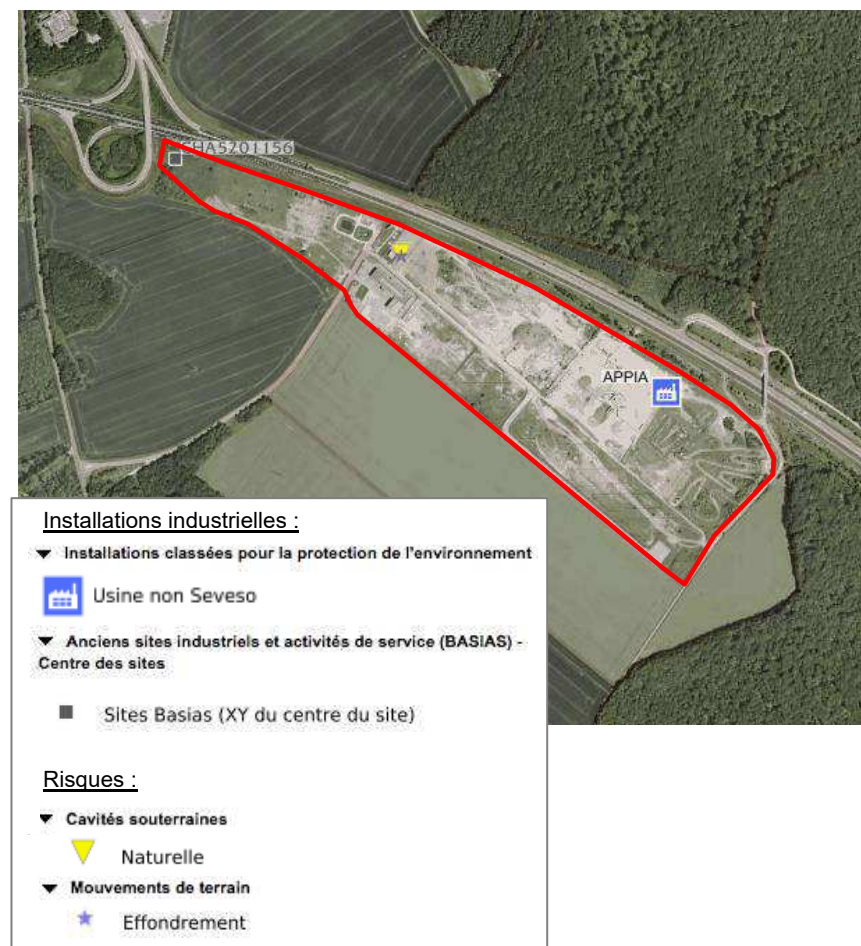 CHA5201156
APPIA
Installations industrielles :
Installations classées pour la protection de l'environnement
Usine non Seveso
Anciens sites industriels et activités de service (BASIAS) -
Centre des sites
Sites Basias (XY du centre du site)
Risques :
Cavités souterraines
Naturelle
Mouvements de terrain
Effondrement